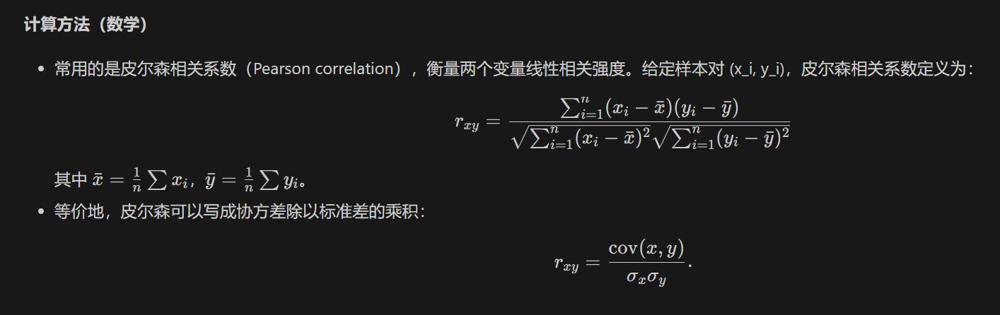 计算方法（数学）
• 常用的是皮尔森相关系数（Pearson correlation），衡量两个变量线性相关强度。给定样本对 (x_i, y_i)，皮尔森相关系数定义为：
r_{xy} = \frac{\sum_{i=1}^{n}(x_i - \bar{x})(y_i - \bar{y})}{\sqrt{\sum_{i=1}^{n}(x_i - \bar{x})^2}\sqrt{\sum_{i=1}^{n}(y_i - \bar{y})^2}}
其中 \bar{x} = \frac{1}{n}\sum x_i，\bar{y} = \frac{1}{n}\sum y_i。
• 等价地，皮尔森可以写成协方差除以标准差的乘积：
r_{xy} = \frac{\mathrm{cov}(x, y)}{\sigma_x \sigma_y}.